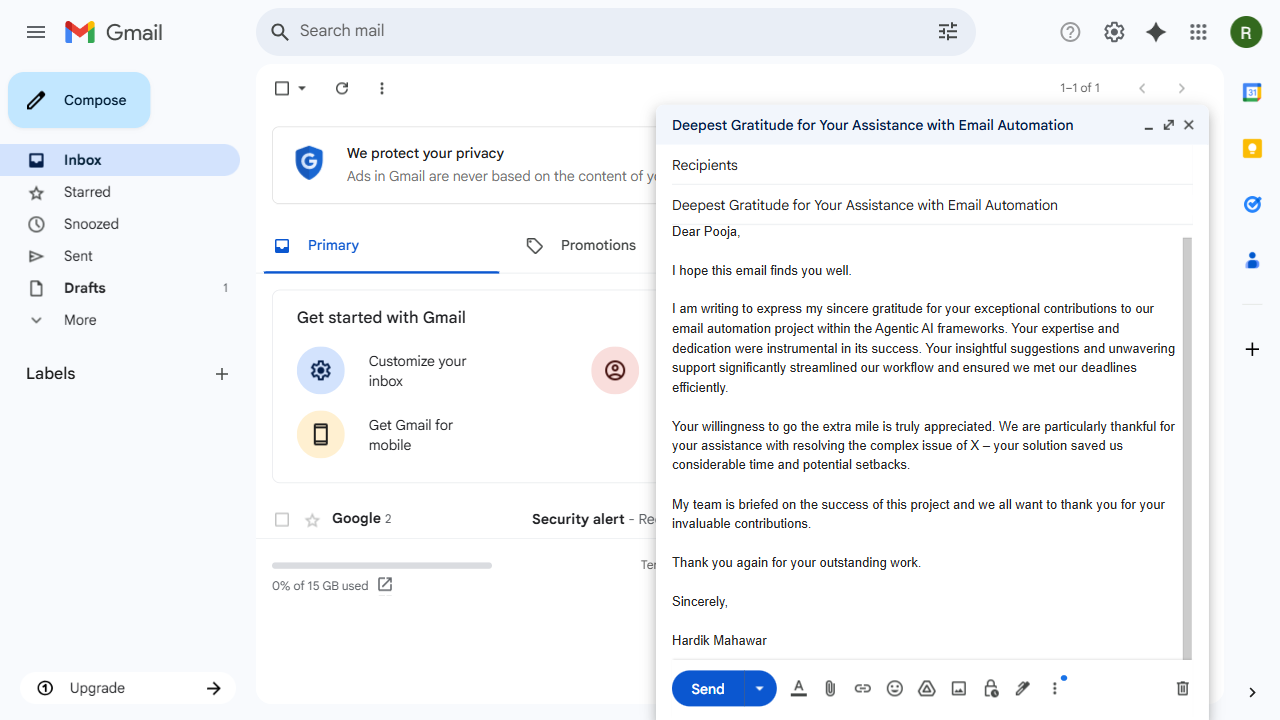 Gmail
Search mail
R
Compose
1–1 of 1
Inbox
Starred
Snoozed
Sent
Drafts 1
More
Labels
Upgrade
We protect your privacy
Ads in Gmail are never based on the content of
Primary
Promotions
Get started with Gmail
Customize your
inbox
Get Gmail for
mobile
Google 2 Security alert -
0% of 15 GB used
Deepest Gratitude for Your Assistance with Email Automation
Recipients
Deepest Gratitude for Your Assistance with Email Automation
Dear Pooja,
I hope this email finds you well.
I am writing to express my sincere gratitude for your exceptional contributions to our
email automation project within the Agentic AI frameworks. Your expertise and
dedication were instrumental in its success. Your insightful suggestions and unwavering
support significantly streamlined our workflow and ensured we met our deadlines
efficiently.
Your willingness to go the extra mile is truly appreciated. We are particularly thankful for
your assistance with resolving the complex issue of X – your solution saved us
considerable time and potential setbacks.
My team is briefed on the success of this project and we all want to thank you for your
invaluable contributions.
Thank you again for your outstanding work.
Sincerely,
Hardik Mahawar
Send
31